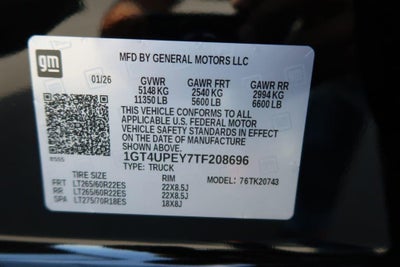 gm
MFD BY GENERAL MOTORS LLC
01/26 GVWR GAWR FRT GAWR RR
5148 KG 2540 KG 2994 KG
11350 LB 5600 LB 6600 LB
THIS VEHICLE CONFORMS TO ALL
APPLICABLE U.S. FEDERAL MOTOR
VEHICLE SAFETY STANDARDS IN EFFECT
ON THE DATE OF MANUFACTURE
SHOWN ABOVE.
1GT4UPEY7TF208696
TYPE: TRUCK
TIRE SIZE RIM 76TK20743
FRT LT265/60R22ES 22X8.5J
RR LT265/60R22ES 22X8.5J
SPA LT275/70R18ES 18X8J